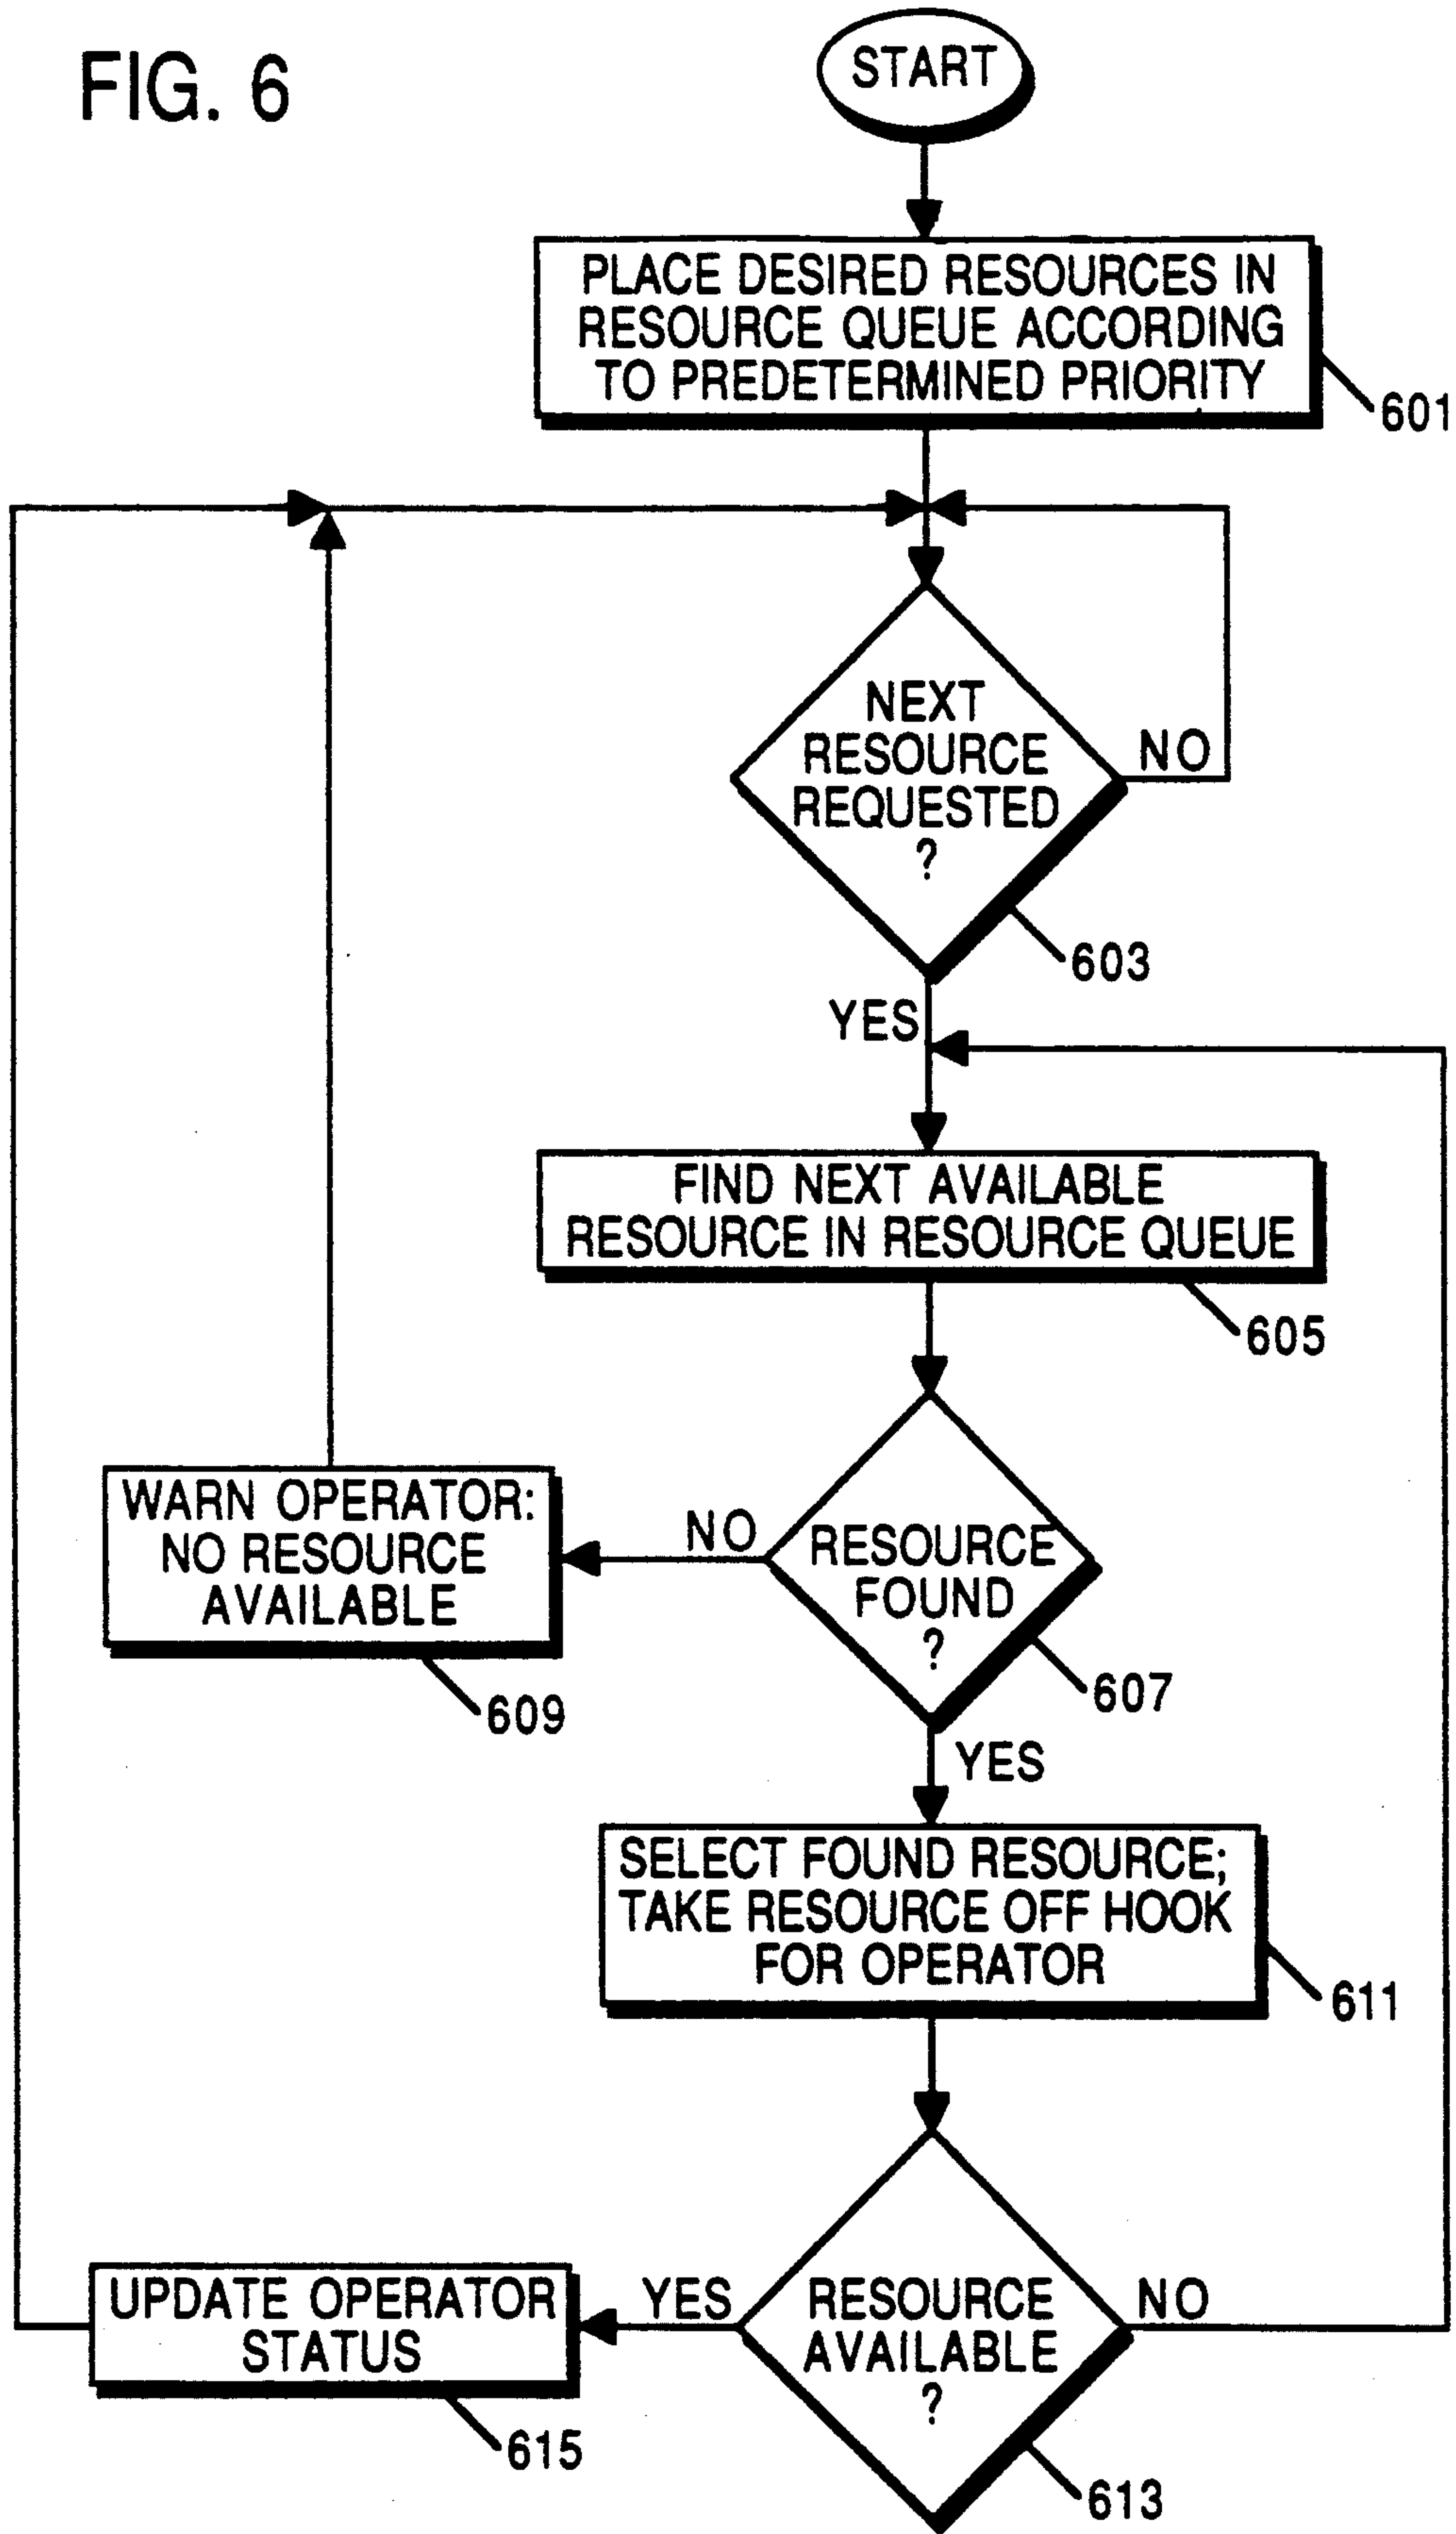 FIG. 6
START
PLACE DESIRED RESOURCES IN
RESOURCE QUEUE ACCORDING
TO PREDETERMINED PRIORITY
601
NEXT
RESOURCE
REQUESTED
?
NO
603
YES
FIND NEXT AVAILABLE
RESOURCE IN RESOURCE QUEUE
605
RESOURCE
FOUND
?
NO
607
WARN OPERATOR:
NO RESOURCE
AVAILABLE
609
YES
SELECT FOUND RESOURCE;
TAKE RESOURCE OFF HOOK
FOR OPERATOR
611
RESOURCE
AVAILABLE
?
NO
YES
613
UPDATE OPERATOR
STATUS
615